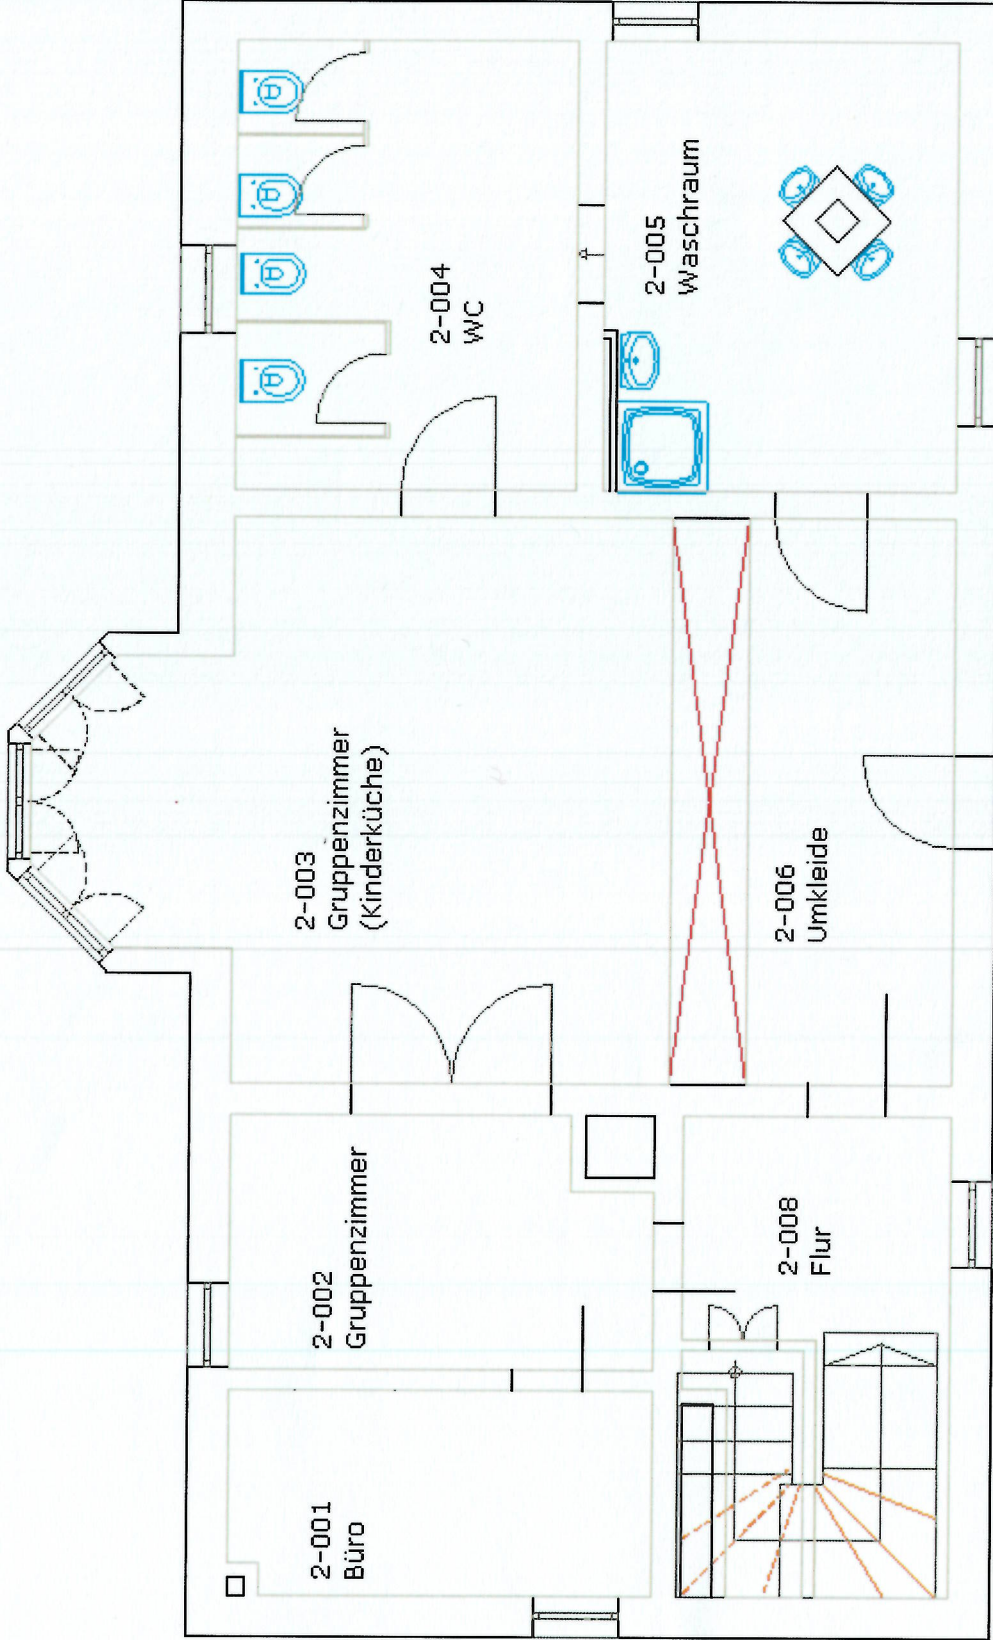 2-001
Büro
2-002
Gruppenzimmer
2-003
Gruppenzimmer
(Kinderküche)
2-004
WC
2-005
Waschraum
2-006
Umkleide
2-008
Flur